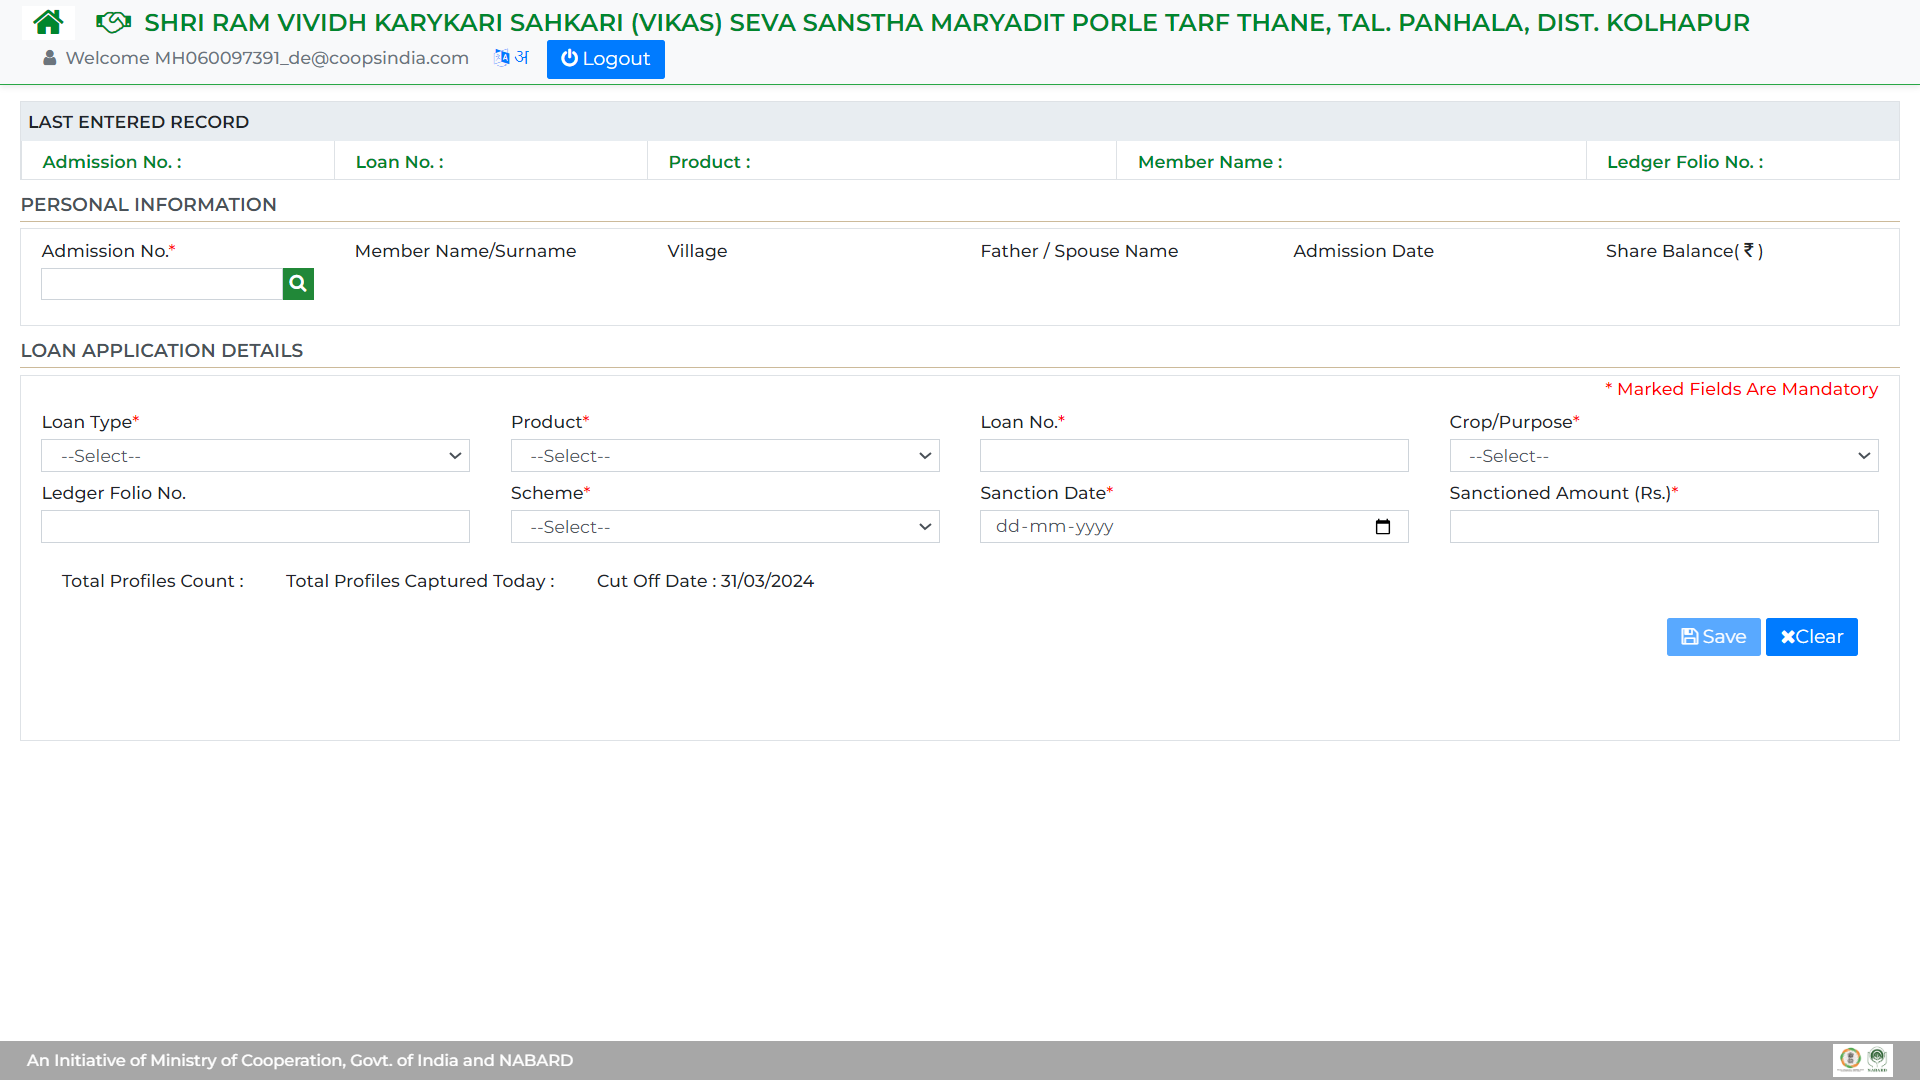 SHRI RAM VIVIDH KARYKARI SAHKARI (VIKAS) SEVA SANSTHA MARYADIT PORLE TARF THANE, TAL. PANHALA, DIST. KOLHAPUR
Welcome MH060097391_de@coopsindia.com अ Logout
LAST ENTERED RECORD
Admission No. : Loan No. : Product : Member Name : Ledger Folio No. :
PERSONAL INFORMATION
Admission No.* Member Name/Surname Village Father / Spouse Name Admission Date Share Balance( ₹ )
LOAN APPLICATION DETAILS
* Marked Fields Are Mandatory
Loan Type* Product* Loan No.* Crop/Purpose*
--Select-- --Select-- --Select--
Ledger Folio No. Scheme* Sanction Date* Sanctioned Amount (Rs.)*
--Select-- dd-mm-yyyy
Total Profiles Count : Total Profiles Captured Today : Cut Off Date : 31/03/2024
Save Clear
An Initiative of Ministry of Cooperation, Govt. of India and NABARD